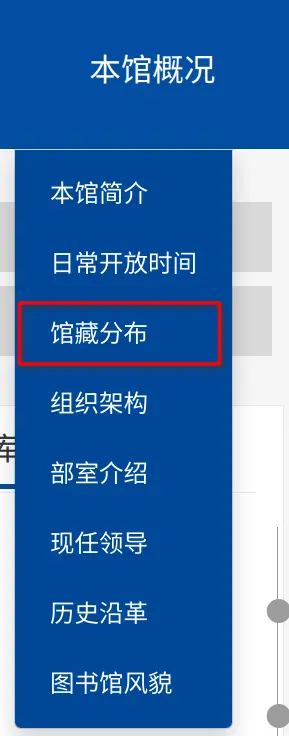 本馆概况
本馆简介
日常开放时间
馆藏分布
组织架构
库
部室介绍
现任领导
历史沿革
图书馆风貌